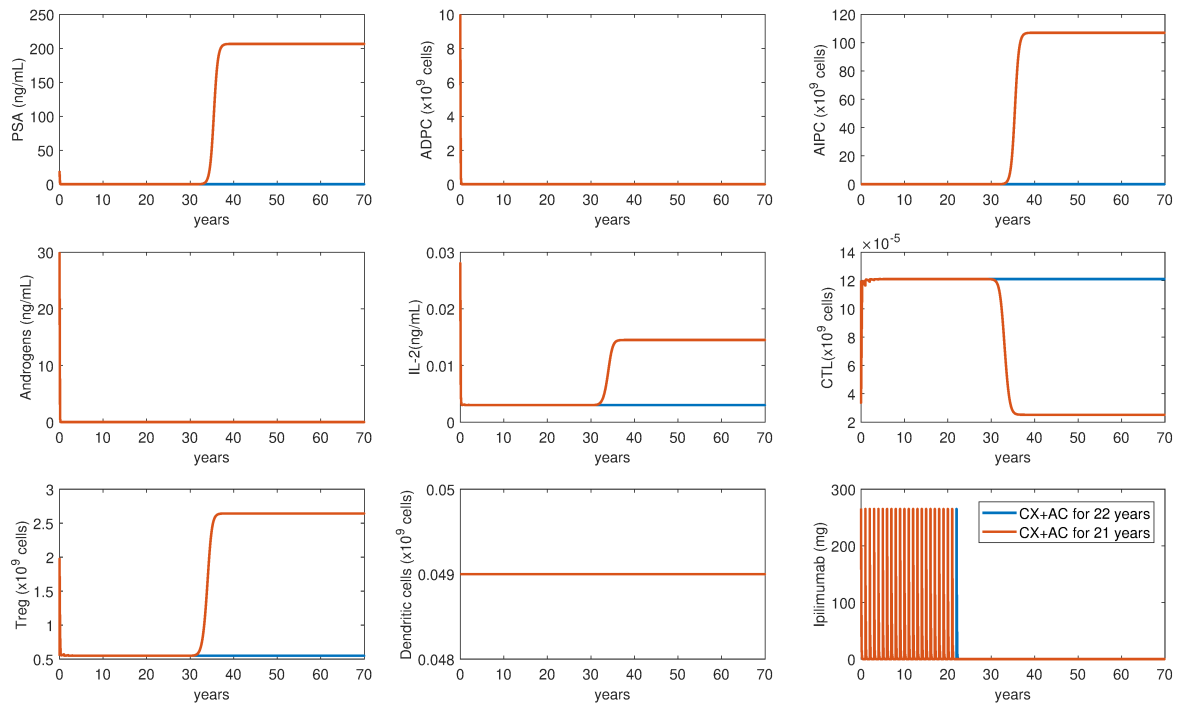 250
200
150
100
50
0
PSA (ng/mL)
0 10 20 30 40 50 60 70
years
10
8
6
4
2
0
ADPC (x10⁹ cells)
0 10 20 30 40 50 60 70
years
120
100
80
60
40
20
0
AIPC (x10⁹ cells)
0 10 20 30 40 50 60 70
years
30
20
10
0
Androgens (ng/mL)
0 10 20 30 40 50 60 70
years
0.03
0.02
0.01
0
IL-2(ng/mL)
0 10 20 30 40 50 60 70
years
×10⁻⁵
14
12
10
8
6
4
2
CTL(x10⁹ cells)
0 10 20 30 40 50 60 70
years
3
2.5
2
1.5
1
0.5
Treg (x10⁹ cells)
0 10 20 30 40 50 60 70
years
0.05
0.049
0.048
Dendritic cells (x10⁹ cells)
0 10 20 30 40 50 60 70
years
300
200
100
0
Ipilimumab (mg)
CX+AC for 22 years
CX+AC for 21 years
0 10 20 30 40 50 60 70
years